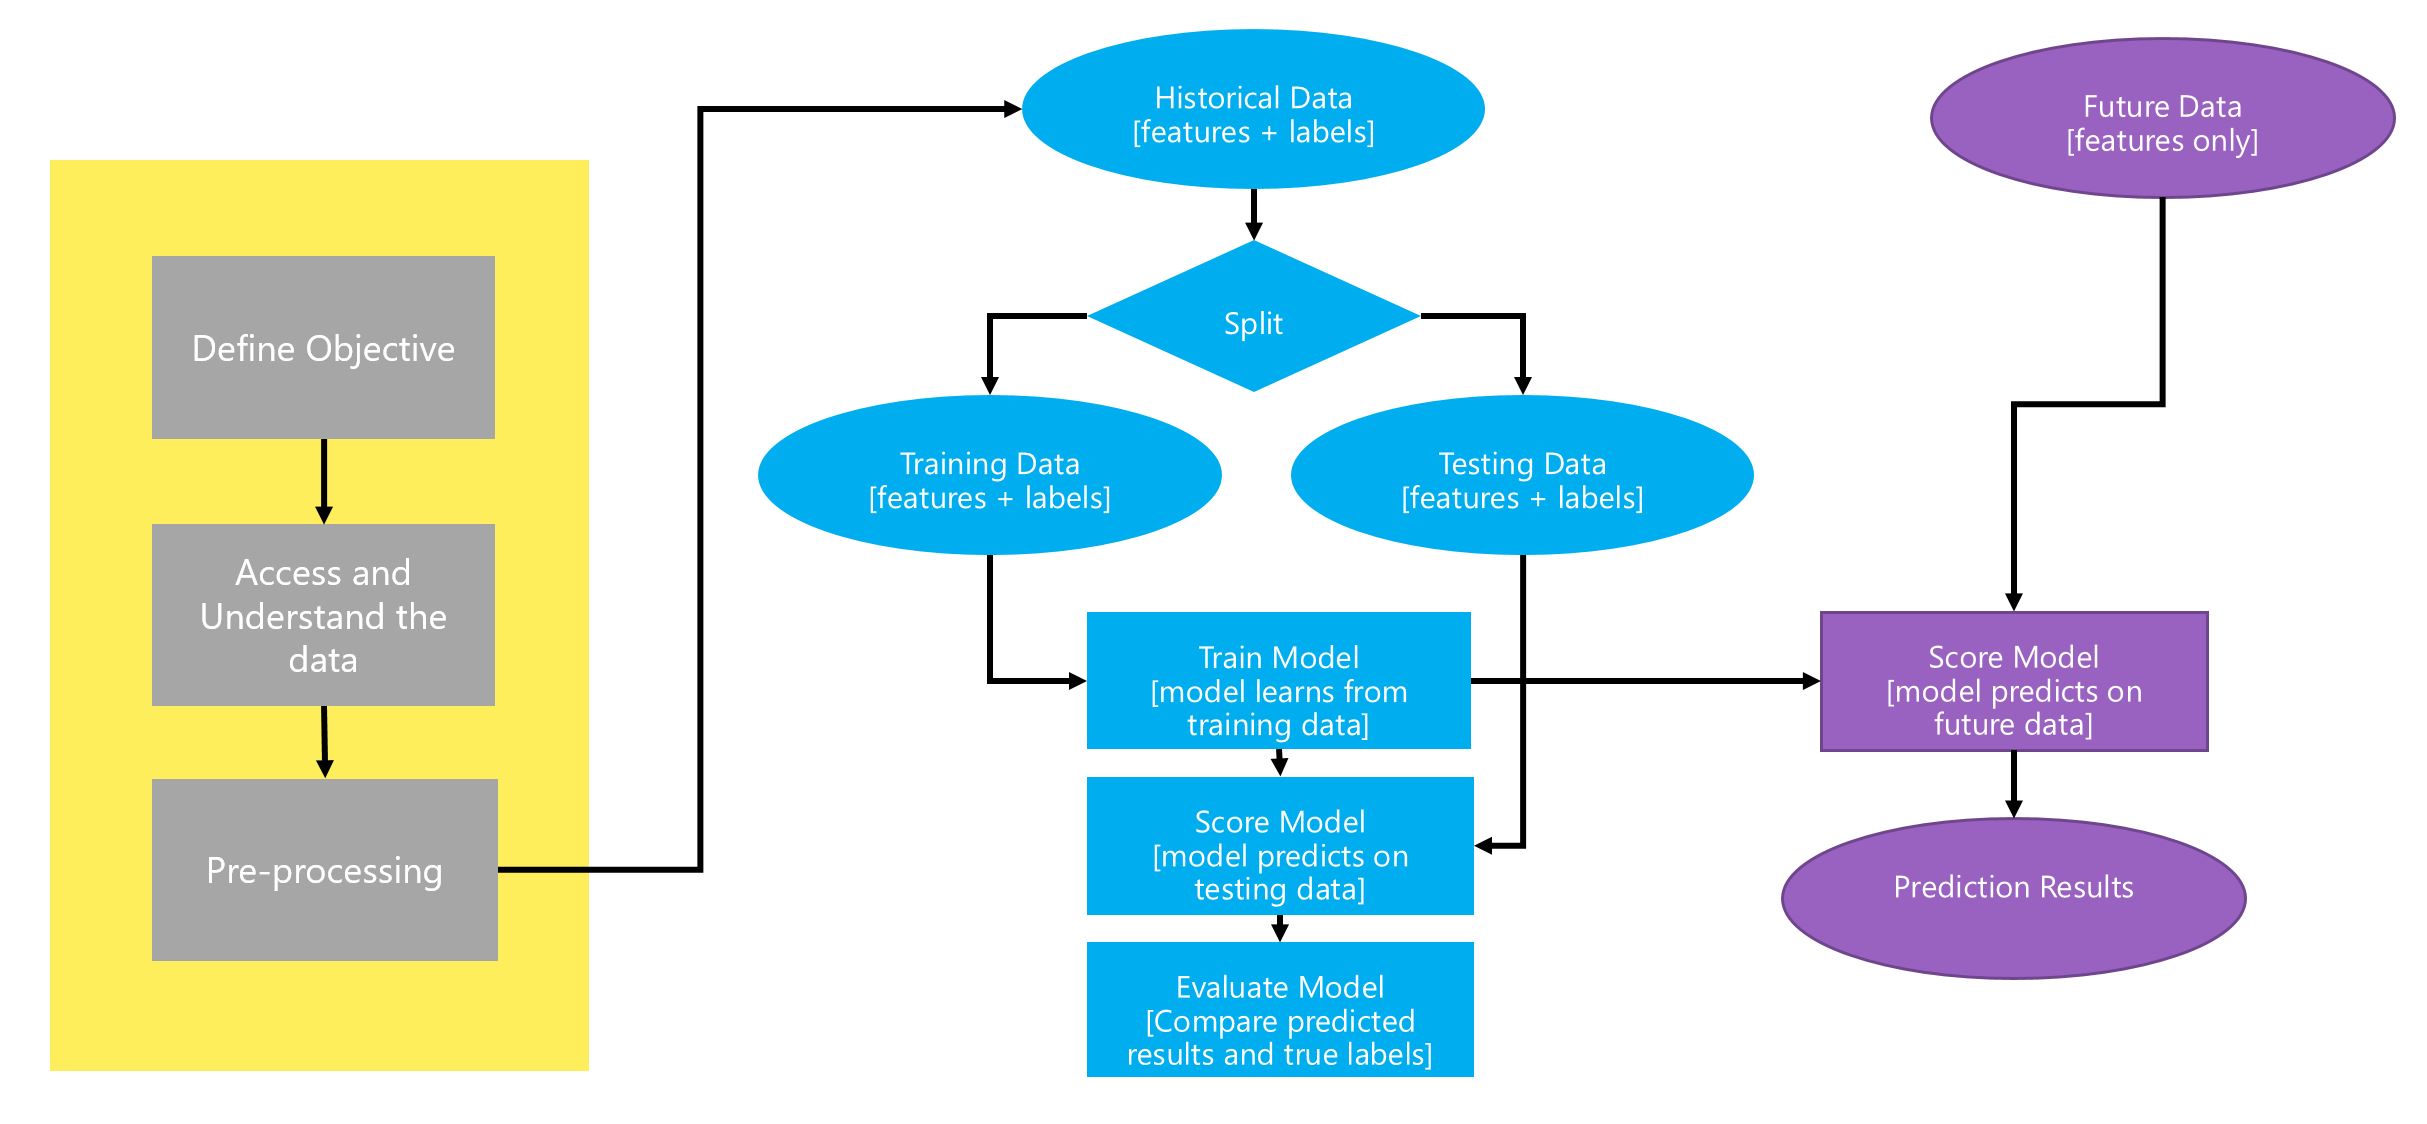 Define Objective
Access and
Understand the
data
Pre-processing
Historical Data
[features + labels]
Split
Training Data
[features + labels]
Testing Data
[features + labels]
Train Model
[model learns from
training data]
Score Model
[model predicts on
testing data]
Evaluate Model
[Compare predicted
results and true labels]
Future Data
[features only]
Score Model
[model predicts on
future data]
Prediction Results